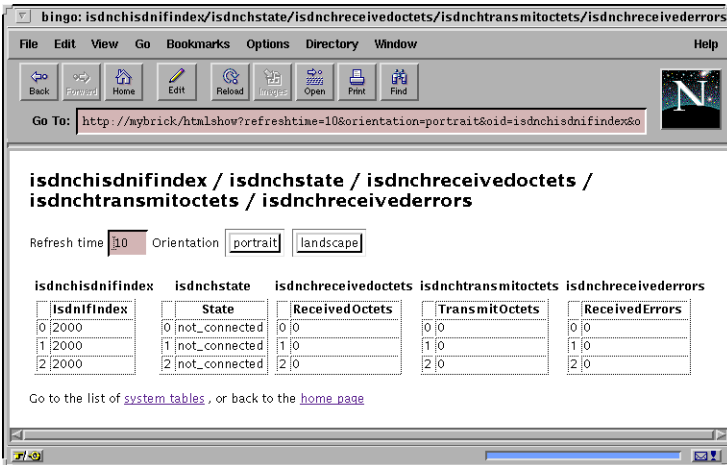 bingo: isdnchisdnifindex/isdnchstate/isdnchreceivedoctets/isdnchtransmitoctets/isdnchreceivederrors
File Edit View Go Bookmarks Options Directory Window Help
Back Forward Home Edit Reload Images Open Print Find
N
Go To: http://mybrick/htmlshow?refreshtime=10&orientation=portrait&oid=isdnchisdnifindex&o
isdnchisdnifindex / isdnchstate / isdnchreceivedoctets /
isdnchtransmitoctets / isdnchreceivederrors
Refresh time 10 Orientation portrait landscape
isdnchisdnifindex isdnchstate isdnchreceivedoctets isdnchtransmitoctets isdnchreceivederrors
IsdnIfIndex State ReceivedOctets TransmitOctets ReceivedErrors
0 2000 0 not_connected 0 0 0 0 0 0
1 2000 1 not_connected 1 0 1 0 1 0
2 2000 2 not_connected 2 0 2 0 2 0
Go to the list of system tables , or back to the home page